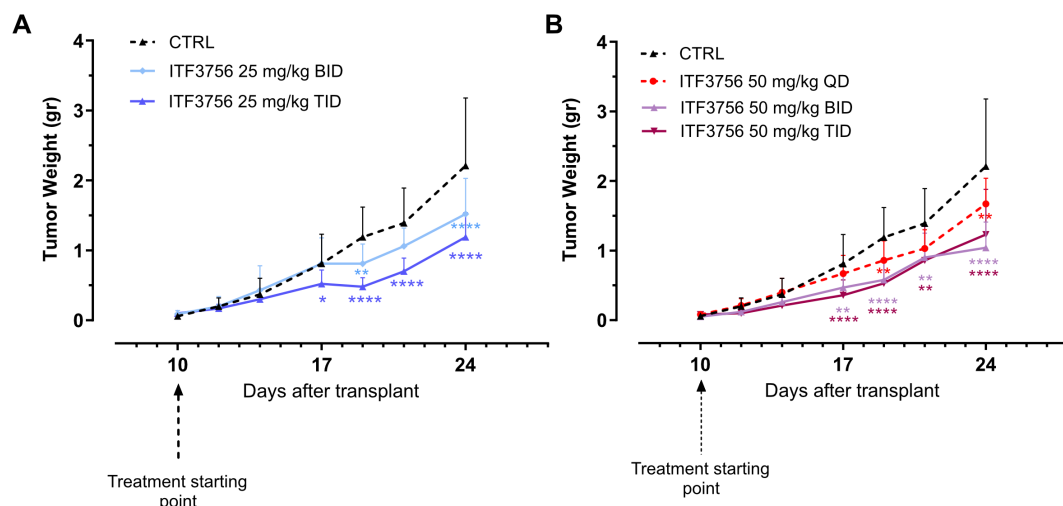 A
CTRL
ITF3756 25 mg/kg BID
ITF3756 25 mg/kg TID
Tumor Weight (gr)
4
3
2
1
0
**
****
*
****
****
****
10
17
24
Days after transplant
Treatment starting
point
B
CTRL
ITF3756 50 mg/kg QD
ITF3756 50 mg/kg BID
ITF3756 50 mg/kg TID
Tumor Weight (gr)
4
3
2
1
0
**
**
**
****
****
****
**
**
****
****
10
17
24
Days after transplant
Treatment starting
point